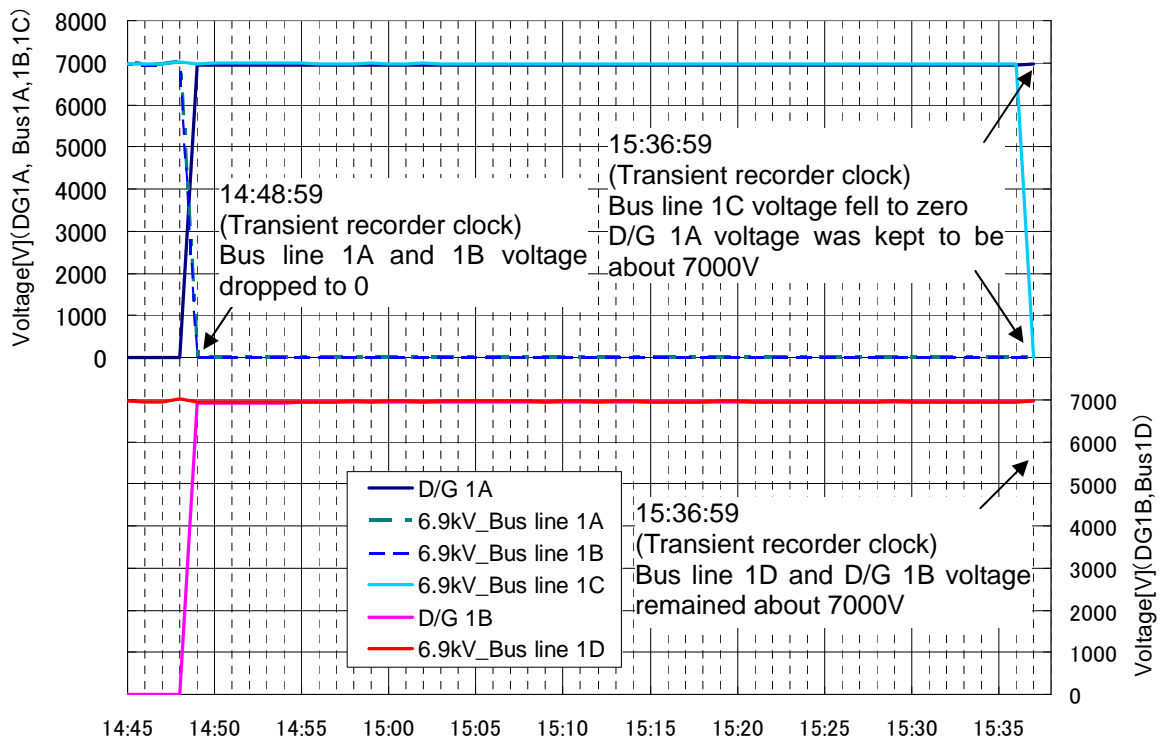 Voltage[V](DG1A, Bus1A,1B,1C)
8000
7000
6000
5000
4000
3000
2000
1000
0
14:48:59
(Transient recorder clock)
Bus line 1A and 1B voltage
dropped to 0
15:36:59
(Transient recorder clock)
Bus line 1C voltage fell to zero
D/G 1A voltage was kept to be
about 7000V
D/G 1A
6.9kV_Bus line 1A
6.9kV_Bus line 1B
6.9kV_Bus line 1C
D/G 1B
6.9kV_Bus line 1D
15:36:59
(Transient recorder clock)
Bus line 1D and D/G 1B voltage
remained about 7000V
7000
6000
5000
4000
3000
2000
1000
0
Voltage[V](DG1B,Bus1D)
14:45 14:50 14:55 15:00 15:05 15:10 15:15 15:20 15:25 15:30 15:35